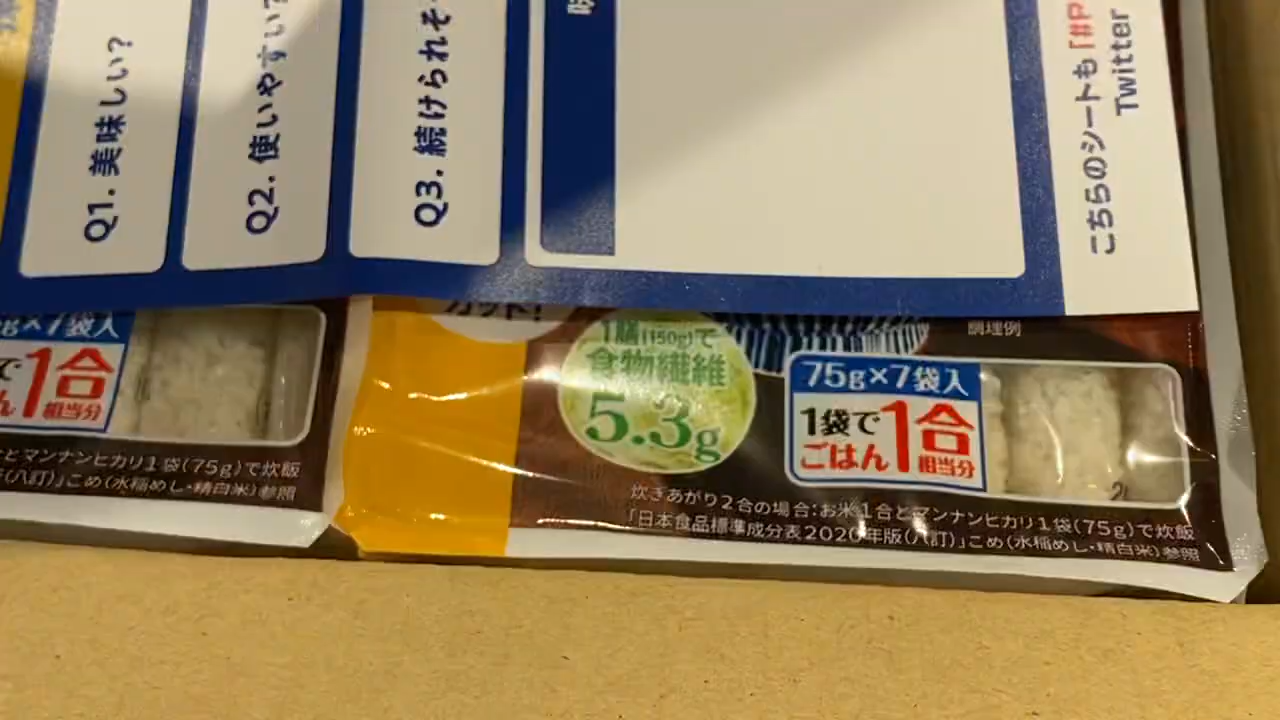 Q1. 美味しい?
Q2. 使いやすい?
Q3. 続けられそ
こちらのシートも「#P
Twitter
カット!
1膳(150g)で
食物繊維
5.3g
調理例
75g×7袋入
1袋で
ごはん
1合
相当分
炊きあがり2合の場合:お米1合とマンナンヒカリ1袋(75g)で炊飯
「日本食品標準成分表2020年版(八訂)」こめ(水稲めし・精白米)参照
g×7袋入
で
ん
1合
相当分
とマンナンヒカリ1袋(75g)で炊飯
(八訂)」こめ(水稲めし・精白米)参照